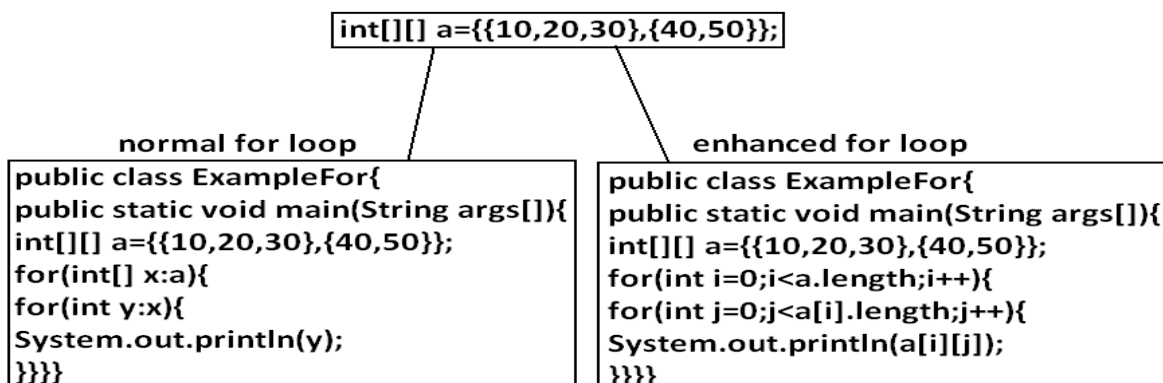 int[][] a={{10,20,30},{40,50}};
normal for loop
public class ExampleFor{
public static void main(String args[]){
int[][] a={{10,20,30},{40,50}};
for(int[] x:a){
for(int y:x){
System.out.println(y);
}}}}
enhanced for loop
public class ExampleFor{
public static void main(String args[]){
int[][] a={{10,20,30},{40,50}};
for(int i=0;i<a.length;i++){
for(int j=0;j<a[i].length;j++){
System.out.println(a[i][j]);
}}}}